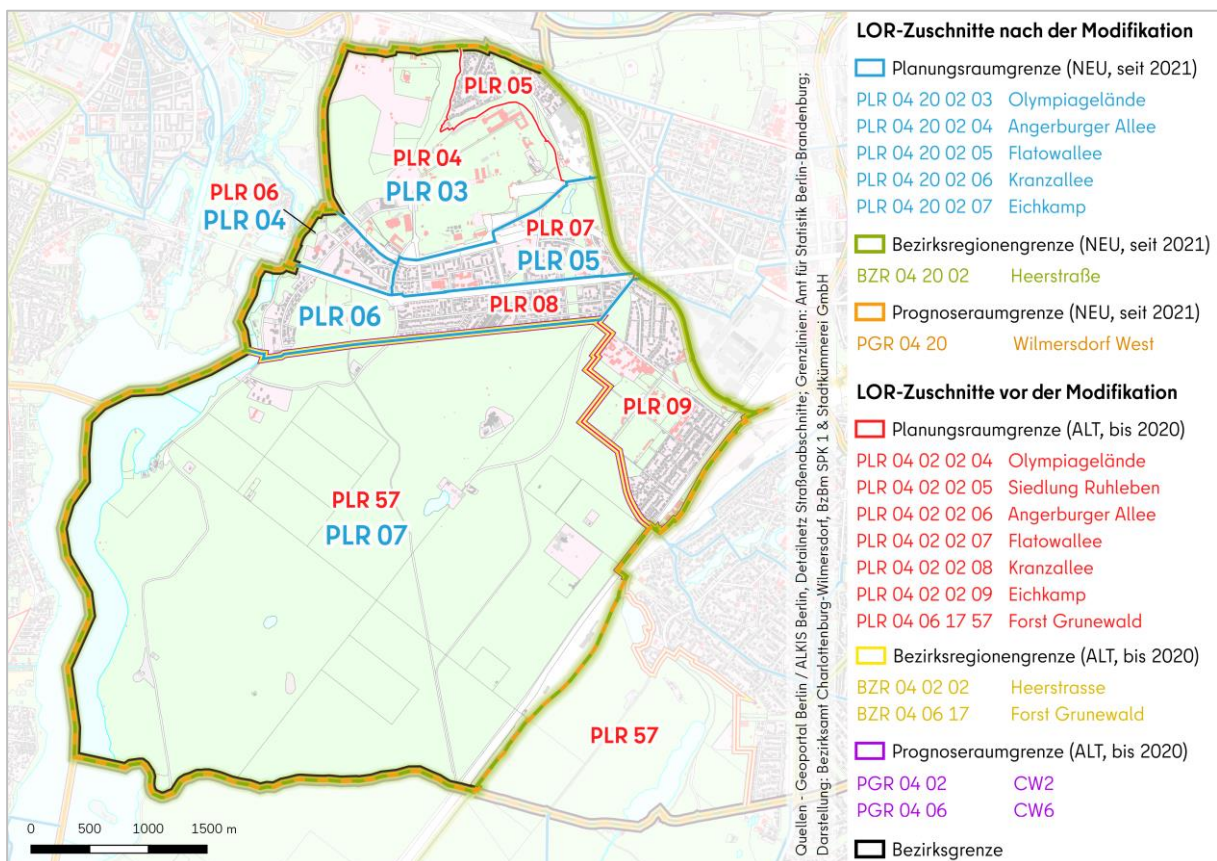 PLR 05
PLR 04
PLR 03
PLR 06
PLR 04
PLR 07
PLR 05
PLR 08
PLR 06
PLR 09
PLR 57
PLR 07
PLR 57
0 500 1000 1500 m
Quellen - Geoportal Berlin / ALKIS Berlin, Detailnetz Straßenabschnitte; Grenzlinien: Amt für Statistik Berlin-Brandenburg;
Darstellung: Bezirksamt Charlottenburg-Wilmersdorf, BzBm SPK 1 & Stadtkümmerei GmbH
LOR-Zuschnitte nach der Modifikation
Planungsraumgrenze (NEU, seit 2021)
PLR 04 20 02 03 Olympiagelände
PLR 04 20 02 04 Angerburger Allee
PLR 04 20 02 05 Flatowallee
PLR 04 20 02 06 Kranzallee
PLR 04 20 02 07 Eichkamp
Bezirksregionengrenze (NEU, seit 2021)
BZR 04 20 02 Heerstraße
Prognoseraumgrenze (NEU, seit 2021)
PGR 04 20 Wilmersdorf West
LOR-Zuschnitte vor der Modifikation
Planungsraumgrenze (ALT, bis 2020)
PLR 04 02 02 04 Olympiagelände
PLR 04 02 02 05 Siedlung Ruhleben
PLR 04 02 02 06 Angerburger Allee
PLR 04 02 02 07 Flatowallee
PLR 04 02 02 08 Kranzallee
PLR 04 02 02 09 Eichkamp
PLR 04 06 17 57 Forst Grunewald
Bezirksregionengrenze (ALT, bis 2020)
BZR 04 02 02 Heerstrasse
BZR 04 06 17 Forst Grunewald
Prognoseraumgrenze (ALT, bis 2020)
PGR 04 02 CW2
PGR 04 06 CW6
Bezirksgrenze